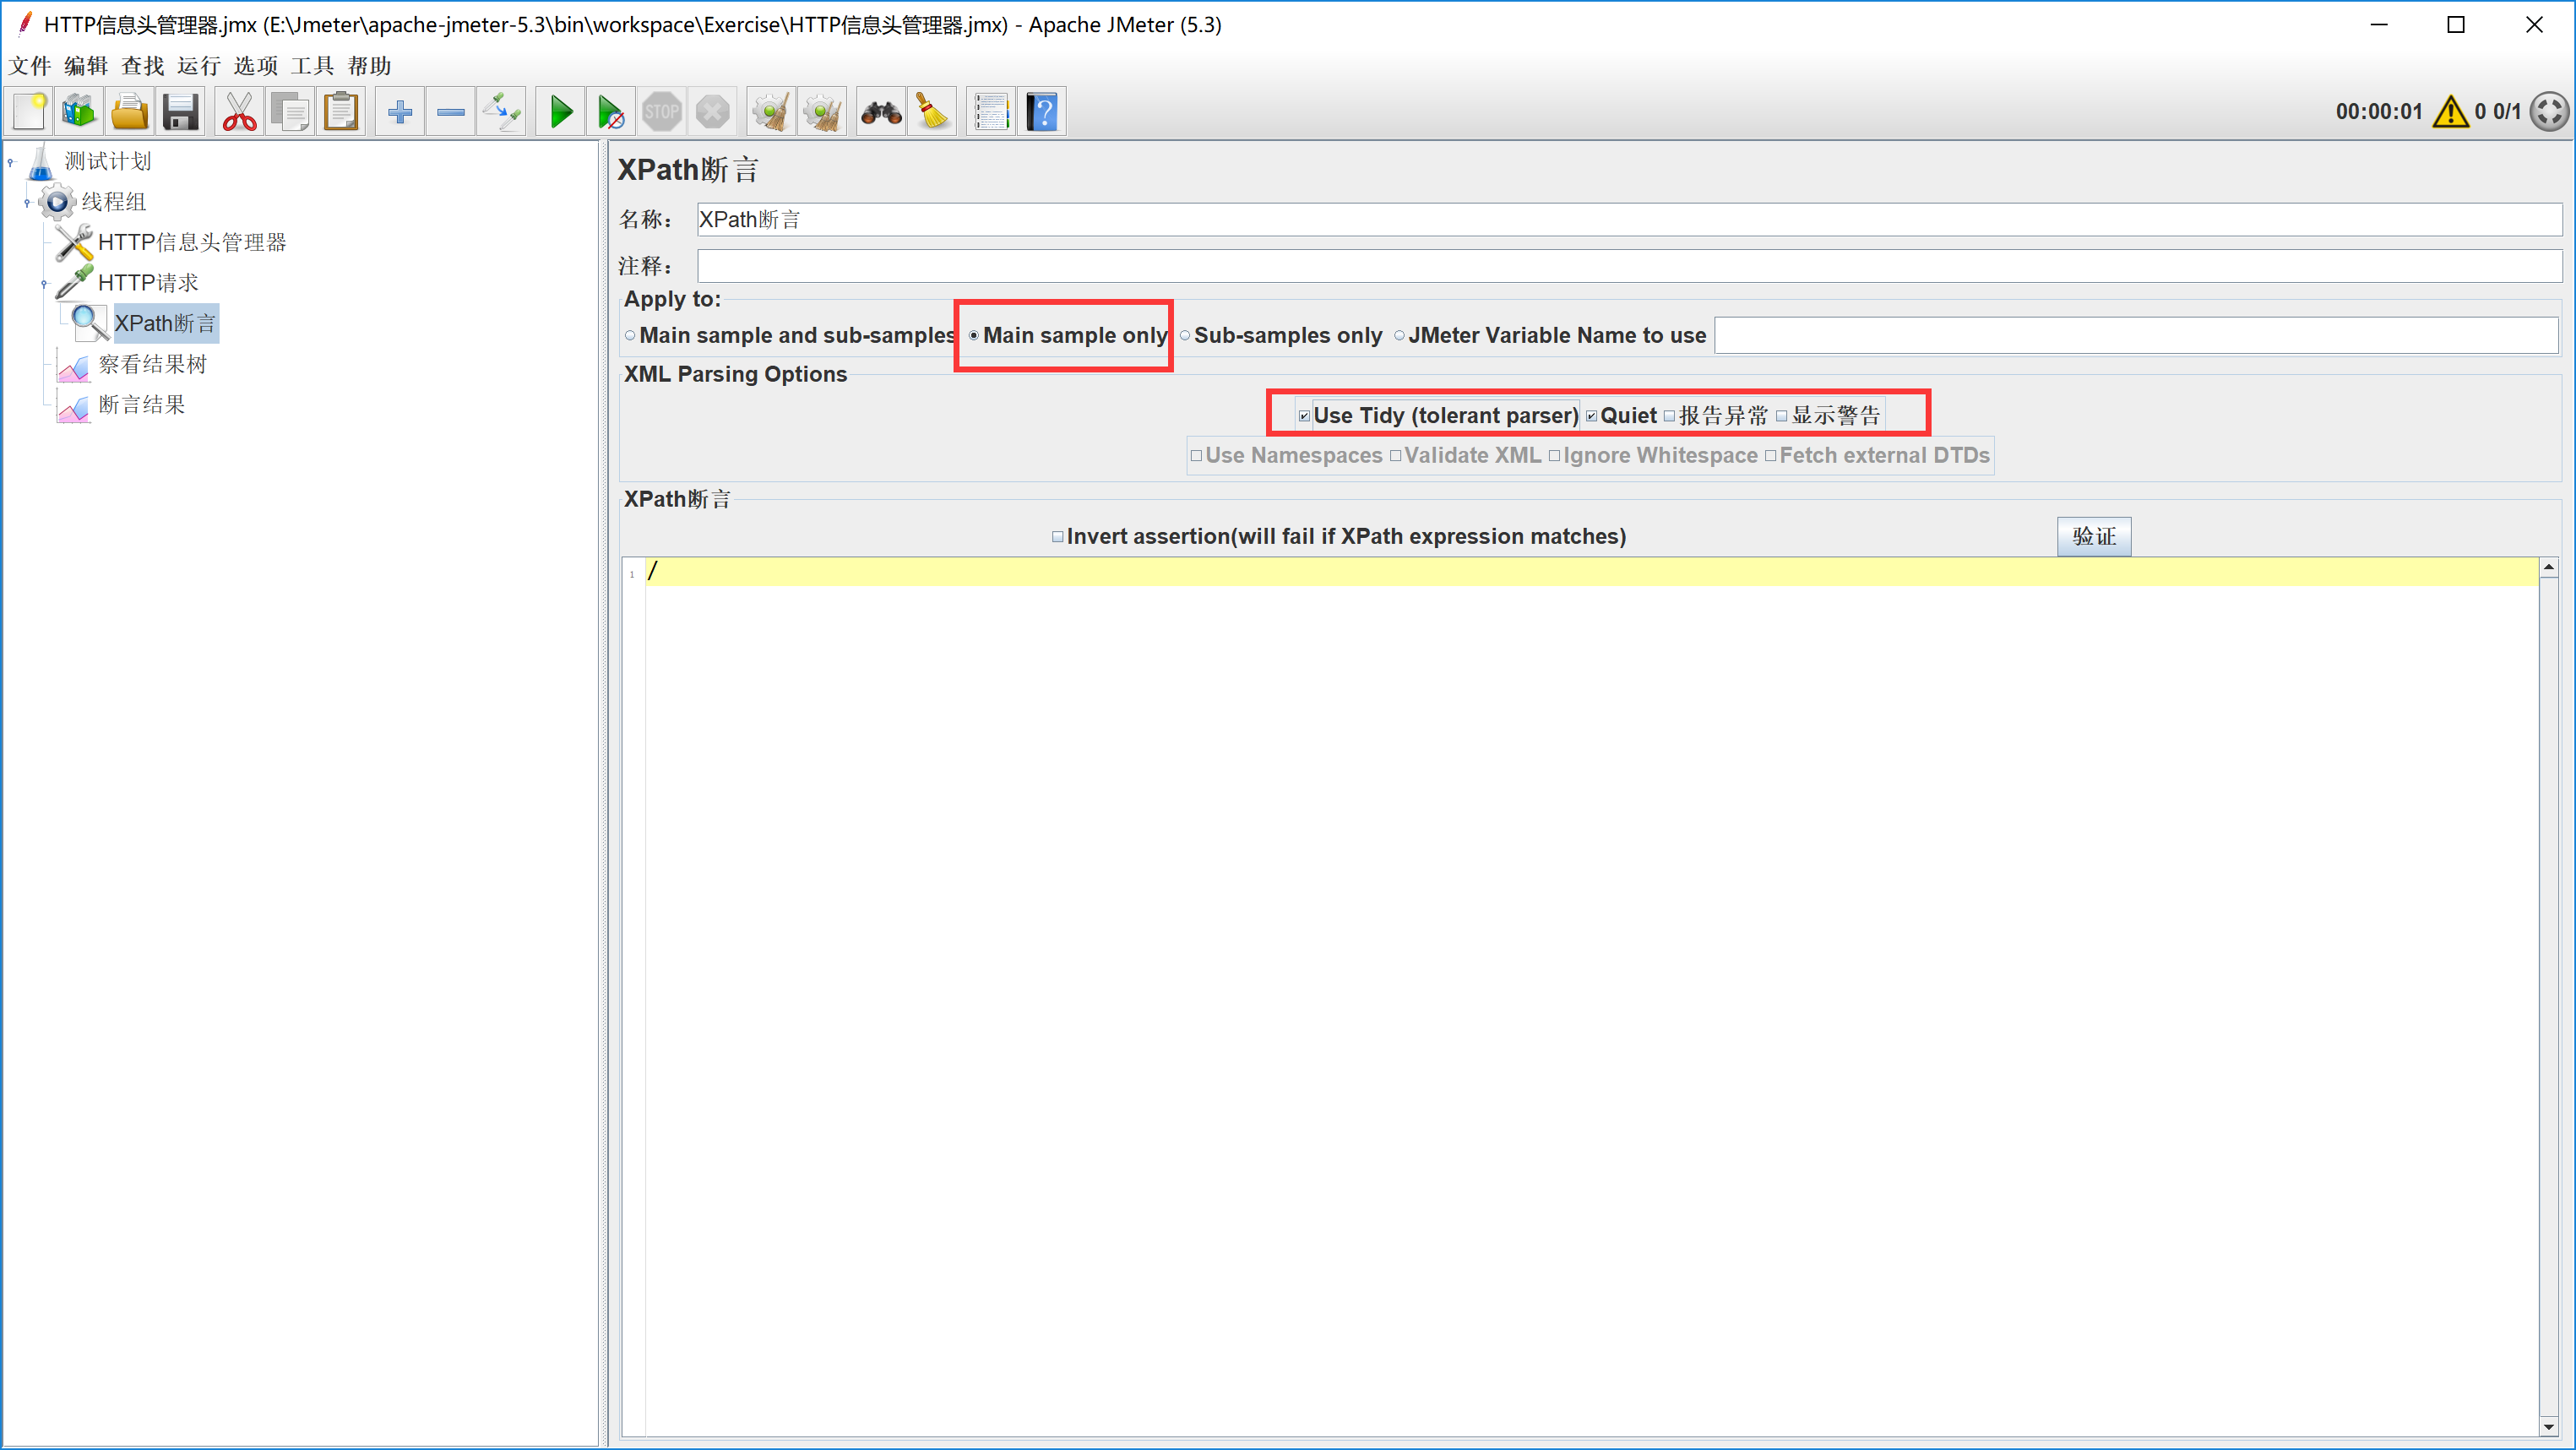 HTTP信息头管理器.jmx (E:\Jmeter\apache-jmeter-5.3\bin\workspace\Exercise\HTTP信息头管理器.jmx) - Apache JMeter (5.3)
文件 编辑 查找 运行 选项 工具 帮助
STOP
?
00:00:01 0 0/1
测试计划
线程组
HTTP信息头管理器
HTTP请求
XPath断言
察看结果树
断言结果
XPath断言
名称： XPath断言
注释：
Apply to:
Main sample and sub-samples Main sample only Sub-samples only JMeter Variable Name to use
XML Parsing Options
Use Tidy (tolerant parser) Quiet 报告异常 显示警告
Use Namespaces Validate XML Ignore Whitespace Fetch external DTDs
XPath断言
Invert assertion(will fail if XPath expression matches) 验证
1 /